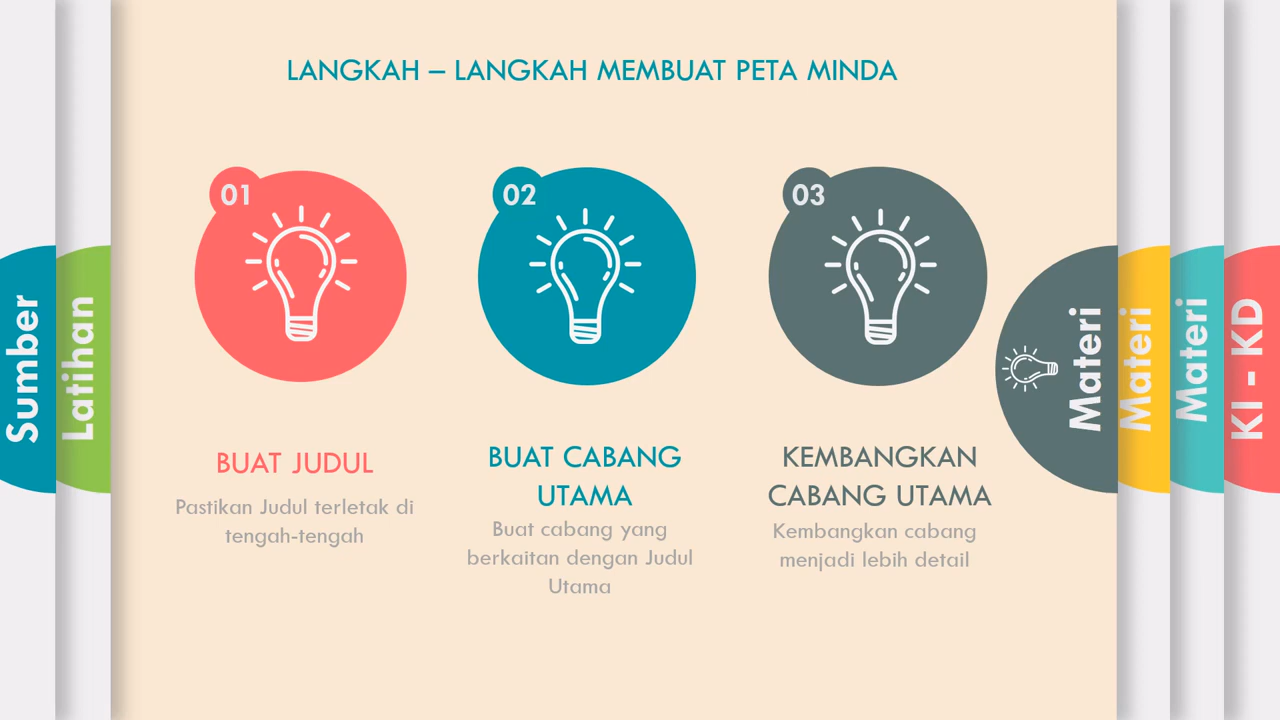 LANGKAH – LANGKAH MEMBUAT PETA MINDA
01
02
03
BUAT JUDUL
Pastikan Judul terletak di
tengah-tengah
BUAT CABANG
UTAMA
Buat cabang yang
berkaitan dengan Judul
Utama
KEMBANGKAN
CABANG UTAMA
Kembangkan cabang
menjadi lebih detail
Sumber
Latihan
Materi
Materi
Materi
KI - KD